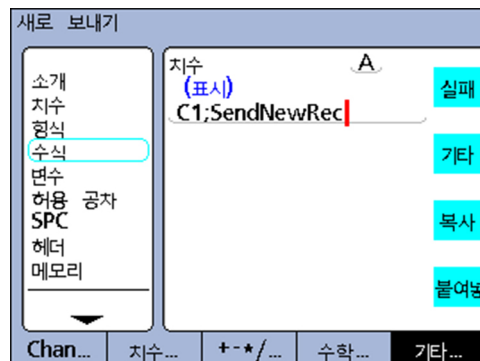 새로 보내기
소개
치수
형식
수식
변수
허용 공차
SPC
헤더
메모리
치수
A
(표시)
C1;SendNewRec
실패
기타
복사
Chan...
치수...
+-*/...
수학...
기타...